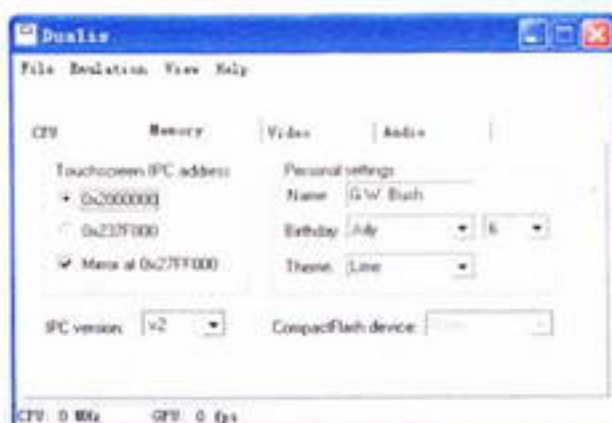 Dualis
File Emulation View Help
CPU Memory Video Audio
Touchscreen IPC address
0x2000000
0x237F000
Mirror at 0x27FF000
Personal settings
Name G.W. Bush
Birthday July 6
Theme Lime
IPC version: v2
CompactFlash device:
CPU: 0 MHz GPU: 0 fps